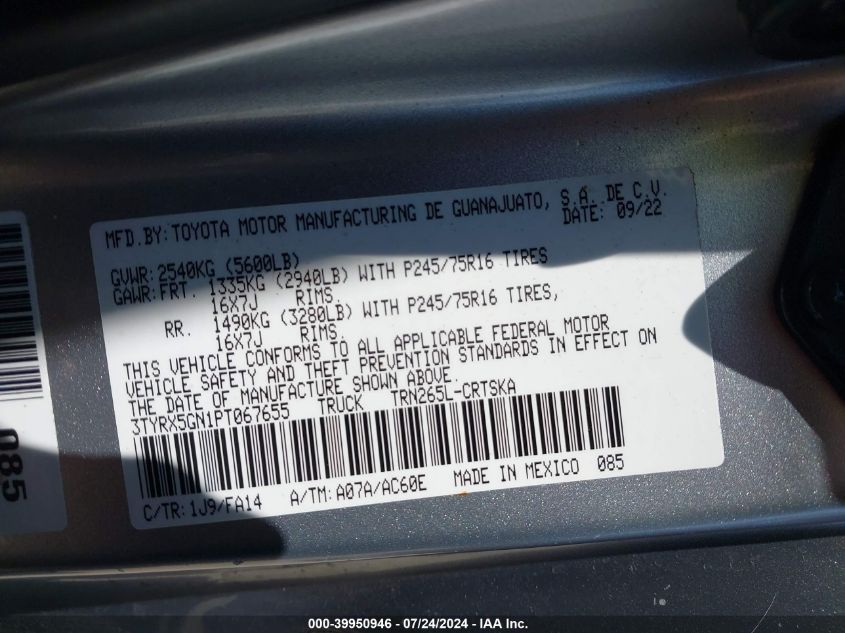 MFD.BY: TOYOTA MOTOR MANUFACTURING DE GUANAJUATO, S.A. DE C.V.
DATE: 09/22
GVWR: 2540KG (5600LB)
GAWR: FRT. 1335KG (2940LB) WITH P245/75R16 TIRES
16X7J RIMS,
RR. 1490KG (3280LB) WITH P245/75R16 TIRES,
16X7J RIMS.
THIS VEHICLE CONFORMS TO ALL APPLICABLE FEDERAL MOTOR
VEHICLE SAFETY AND THEFT PREVENTION STANDARDS IN EFFECT ON
THE DATE OF MANUFACTURE SHOWN ABOVE.
3TYRX5GN1PT067655 TRUCK TRN265L-CRTSKA
C/TR: 1J9/FA14 A/TM: A07A/AC60E MADE IN MEXICO 085
085
000-39950946 / 07/24/2024 - IAA Inc.